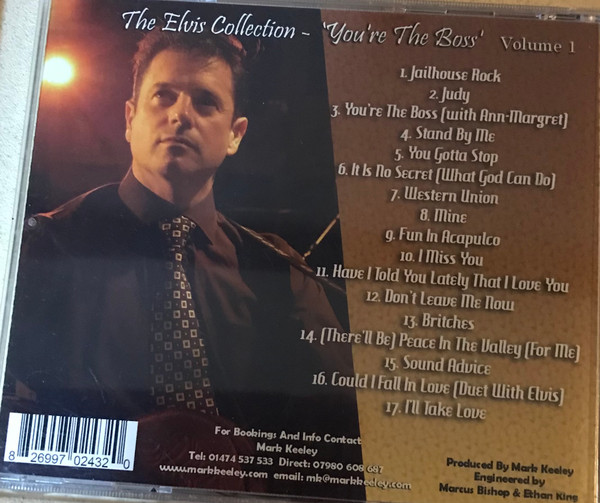 The Elvis Collection - 'You're The Boss' Volume 1
1. Jailhouse Rock
2. Judy
3. You're The Boss (with Ann-Margret)
4. Stand By Me
5. You Gotta Stop
6. It Is No Secret (What God Can Do)
7. Western Union
8. Mine
9. Fun In Acapulco
10. I Miss You
11. Have I Told You Lately That I Love You
12. Don't Leave Me Now
13. Britches
14. (There'll Be) Peace In The Valley (For Me)
15. Sound Advice
16. Could I Fall In Love (Duet With Elvis)
17. I'll Take Love
For Bookings And Info Contact
Mark Keeley
Tel: 01474 537 533 Direct: 07980 608 687
www.markkeeley.com email: mk@markkeeley.com
Produced By Mark Keeley
Engineered by
Marcus Bishop & Ethan King
8 26997 02432 0